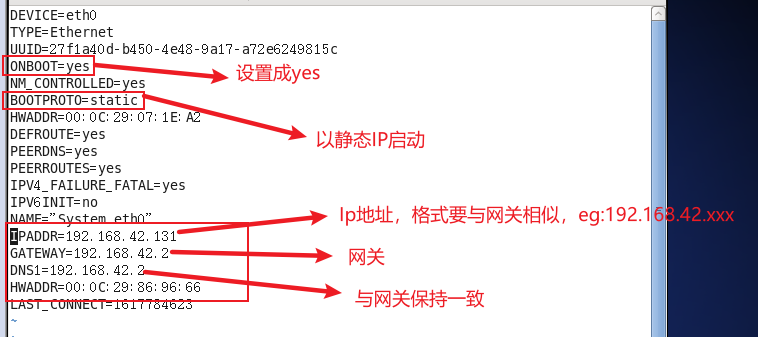 DEVICE=eth0
TYPE=Ethernet
UUID=27f1a40d-b450-4e48-9a17-a72e6249815c
ONBOOT=yes
设置成yes
NM_CONTROLLED=yes
BOOTPROTO=static
HWADDR=00:0C:29:07:1E:A2
以静态IP启动
DEFROUTE=yes
PEERDNS=yes
PEERROUTES=yes
IPV4_FAILURE_FATAL=yes
IPV6INIT=no
NAME="System eth0"
Ip地址，格式要与网关相似，eg:192.168.42.xxx
IPADDR=192.168.42.131
GATEWAY=192.168.42.2
网关
DNS1=192.168.42.2
HWADDR=00:0C:29:86:96:66
与网关保持一致
LAST_CONNECT=1617784623
~